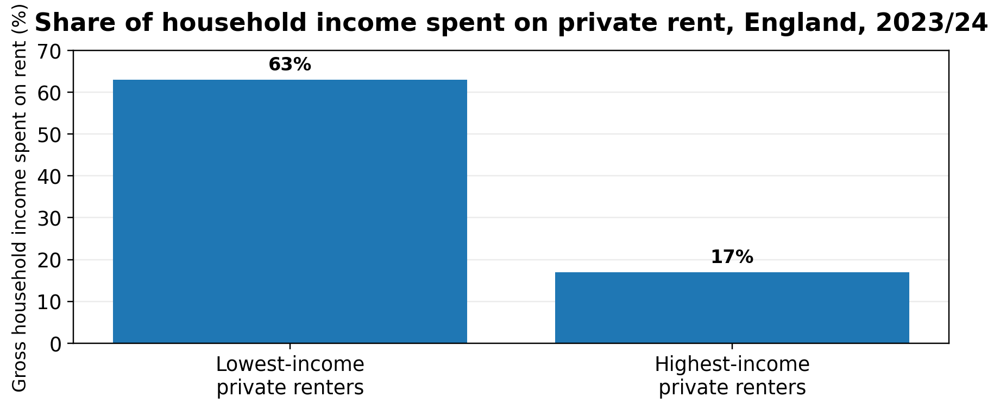 Share of household income spent on private rent, England, 2023/24
Gross household income spent on rent (%)
70
60
50
40
30
20
10
0
63%
17%
Lowest-income
private renters
Highest-income
private renters